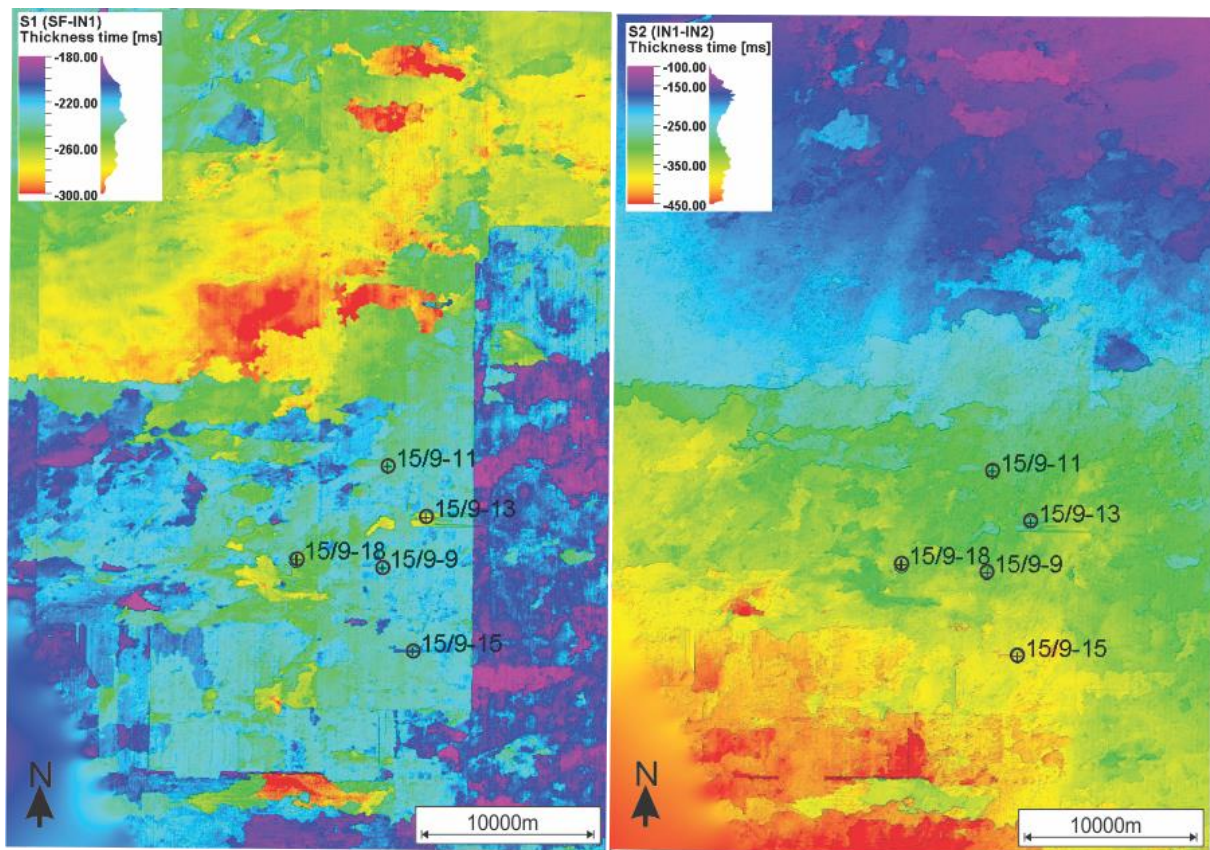 S1 (SF-IN1)
Thickness time [ms]
-180.00
-220.00
-260.00
-300.00
15/9-11
15/9-13
15/9-18
15/9-9
15/9-15
N
10000m
S2 (IN1-IN2)
Thickness time [ms]
-100.00
-150.00
-250.00
-350.00
-450.00
15/9-11
15/9-13
15/9-18
15/9-9
15/9-15
N
10000m